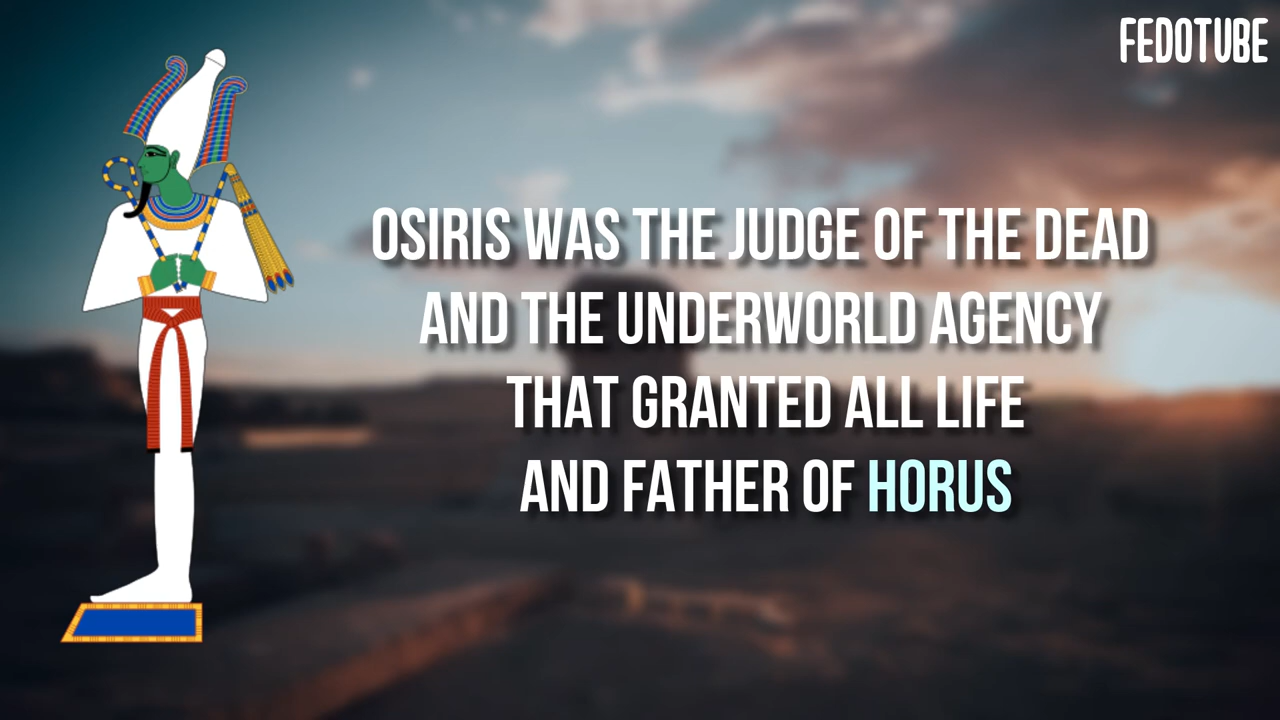 FEDOTUBE
OSIRIS WAS THE JUDGE OF THE DEAD
AND THE UNDERWORLD AGENCY
THAT GRANTED ALL LIFE
AND FATHER OF HORUS